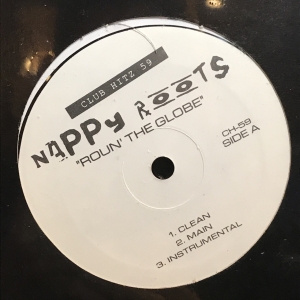 CLUB HITZ 59
NAPPY ROOTS
"ROUN' THE GLOBE"
CH-59
SIDE A
1. CLEAN
2. MAIN
3. INSTRUMENTAL